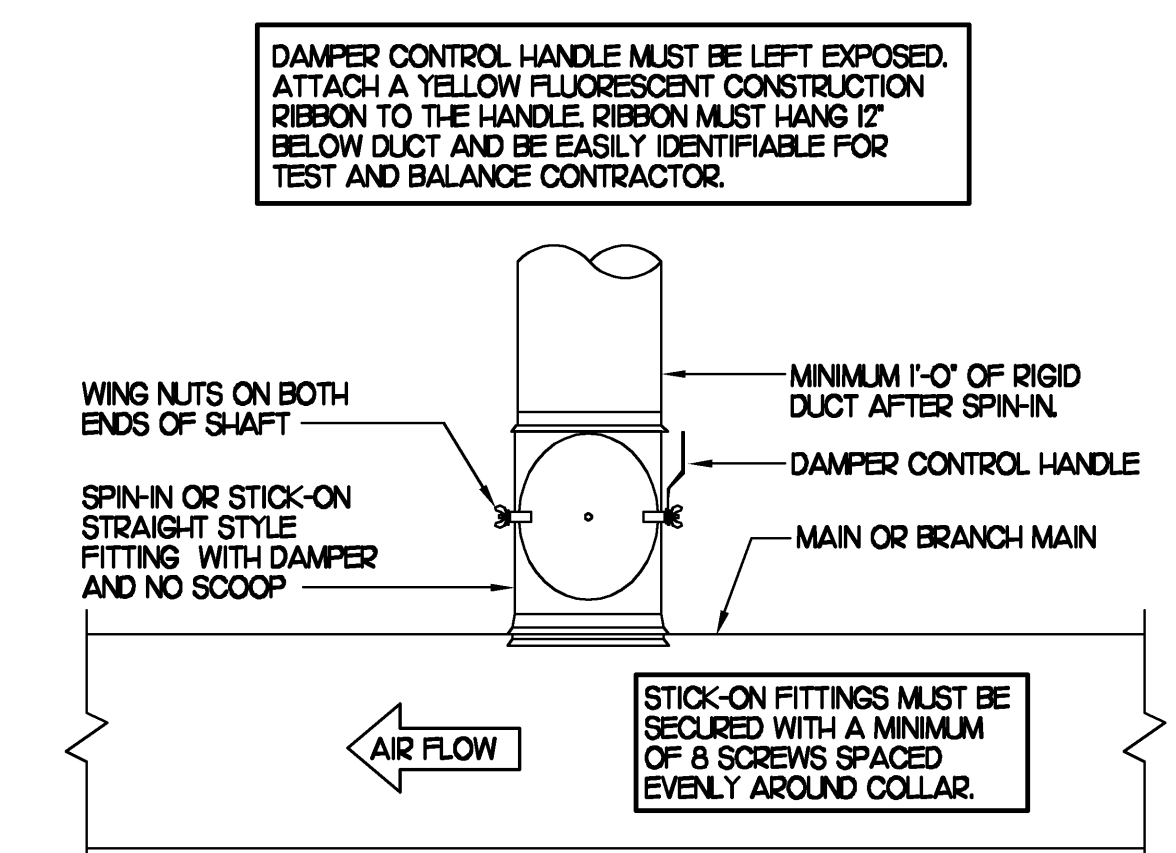 DAMPER CONTROL HANDLE MUST BE LEFT EXPOSED.
ATTACH A YELLOW FLUORESCENT CONSTRUCTION
RIBBON TO THE HANDLE. RIBBON MUST HANG 12"
BELOW DUCT AND BE EASILY IDENTIFIABLE FOR
TEST AND BALANCE CONTRACTOR.
WING NUTS ON BOTH
ENDS OF SHAFT
MINIMUM 1'-0" OF RIGID
DUCT AFTER SPIN-IN.
DAMPER CONTROL HANDLE
SPIN-IN OR STICK-ON
STRAIGHT STYLE
FITTING WITH DAMPER
AND NO SCOOP
MAIN OR BRANCH MAIN
AIR FLOW
STICK-ON FITTINGS MUST BE
SECURED WITH A MINIMUM
OF 8 SCREWS SPACED
EVENLY AROUND COLLAR.